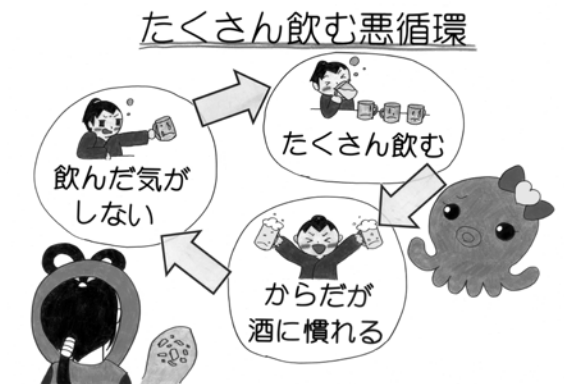 たくさん飲む悪循環
たくさん飲む
飲んだ気が
しない
からだが
酒に慣れる